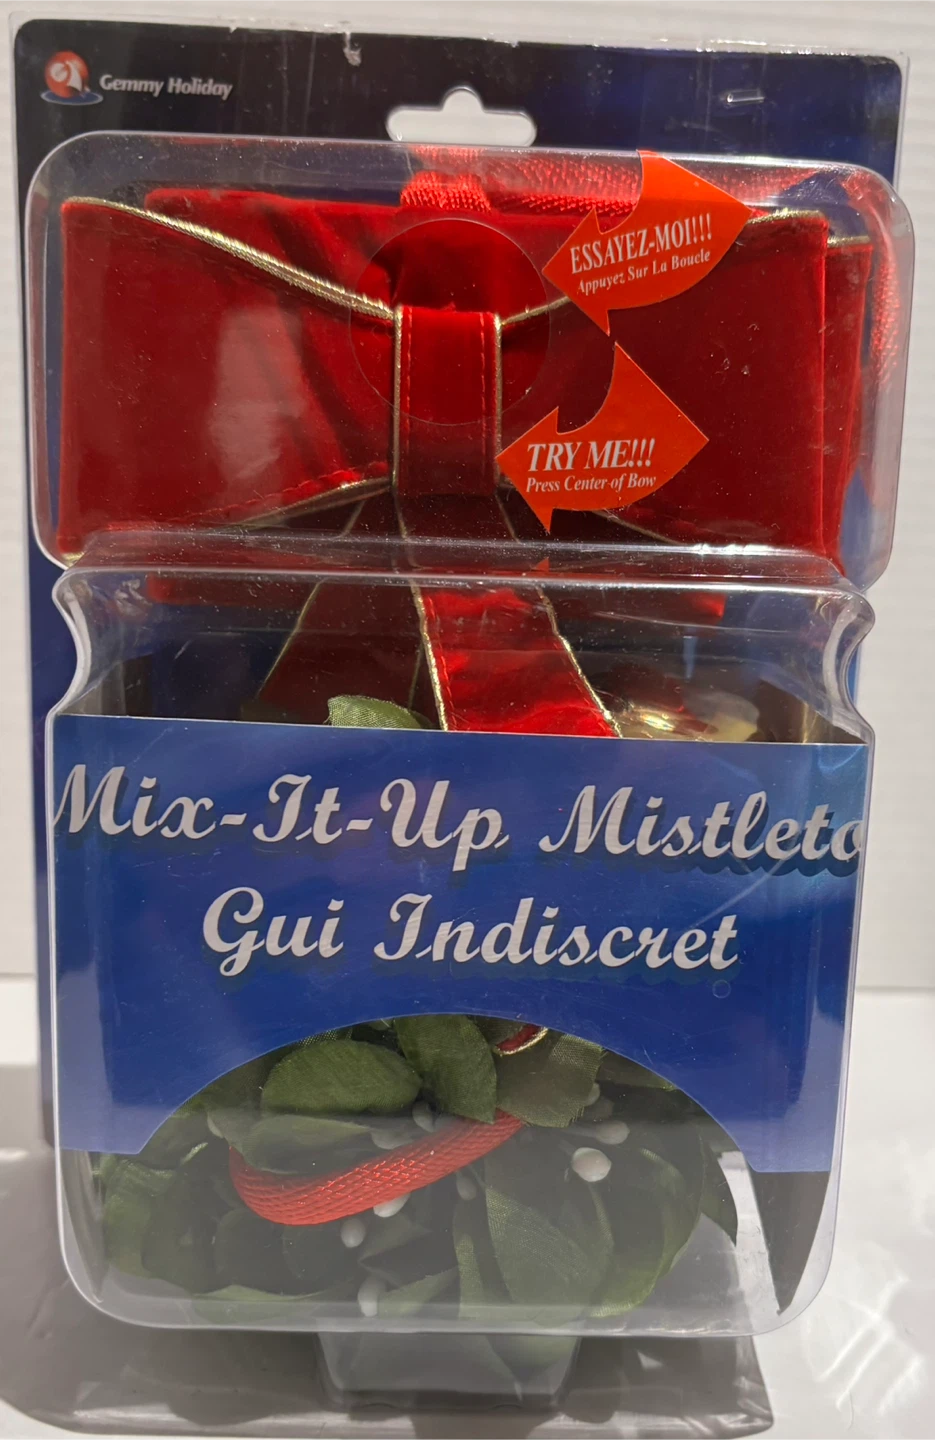 Gemmy Holiday
ESSAYEZ-MOI!!!
Appuyez Sur La Boucle
TRY ME!!!
Press Center of Bow
Mix-It-Up Mistleto
Gui Indiscret